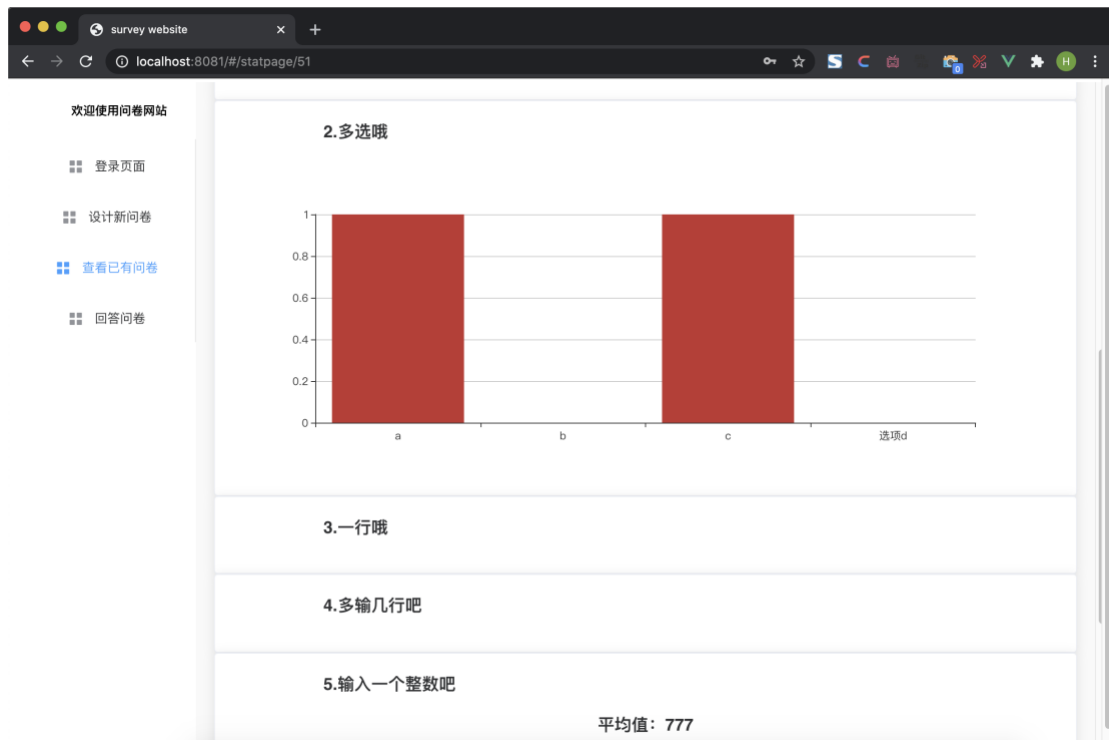 survey website
localhost:8081/#/statpage/51
0
H
欢迎使用问卷网站
登录页面
设计新问卷
查看已有问卷
回答问卷
2.多选哦
1
0.8
0.6
0.4
0.2
0
a b c 选项d
3.一行哦
4.多输几行吧
5.输入一个整数吧
平均值：777